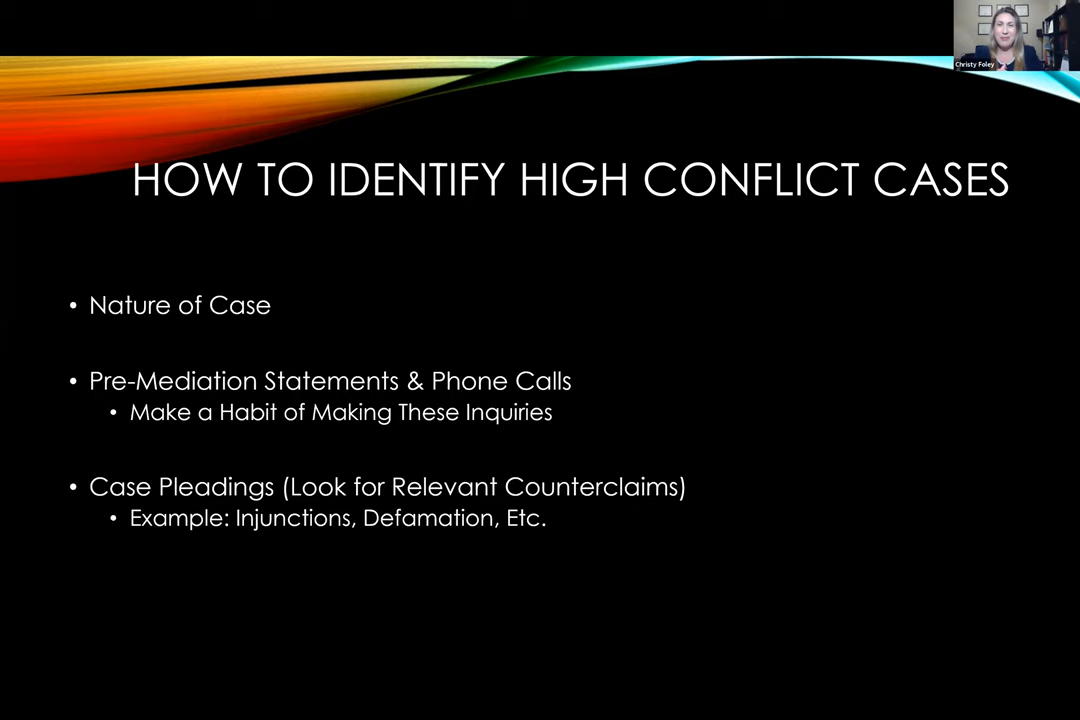 Christy Foley
HOW TO IDENTIFY HIGH CONFLICT CASES
• Nature of Case
• Pre-Mediation Statements & Phone Calls
• Make a Habit of Making These Inquiries
• Case Pleadings (Look for Relevant Counterclaims)
• Example: Injunctions, Defamation, Etc.